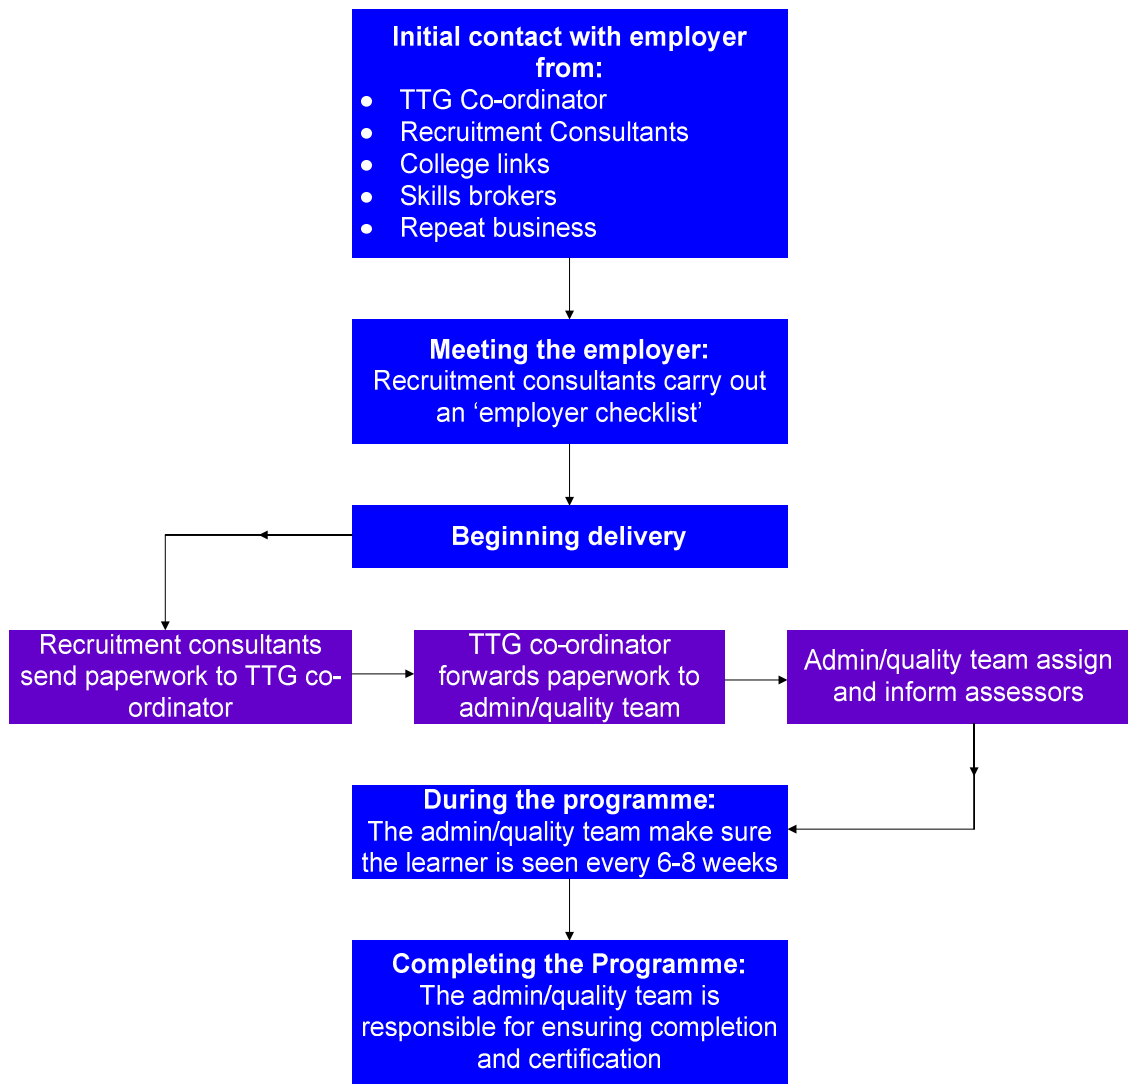 Initial contact with employer
from:
● TTG Co-ordinator
● Recruitment Consultants
● College links
● Skills brokers
● Repeat business
Meeting the employer:
Recruitment consultants carry out
an ‘employer checklist’
Beginning delivery
Recruitment consultants
send paperwork to TTG co-
ordinator
TTG co-ordinator
forwards paperwork to
admin/quality team
Admin/quality team assign
and inform assessors
During the programme:
The admin/quality team make sure
the learner is seen every 6-8 weeks
Completing the Programme:
The admin/quality team is
responsible for ensuring completion
and certification